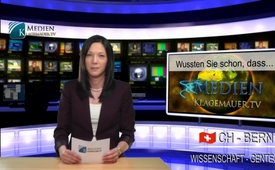 MEDIEN
KLAGEMAUER.TV
Wussten Sie schon, dass...
MEDIEN
KLAGEMAUER.TV
CH - BERN
WISSENSCHAFT - GENTE